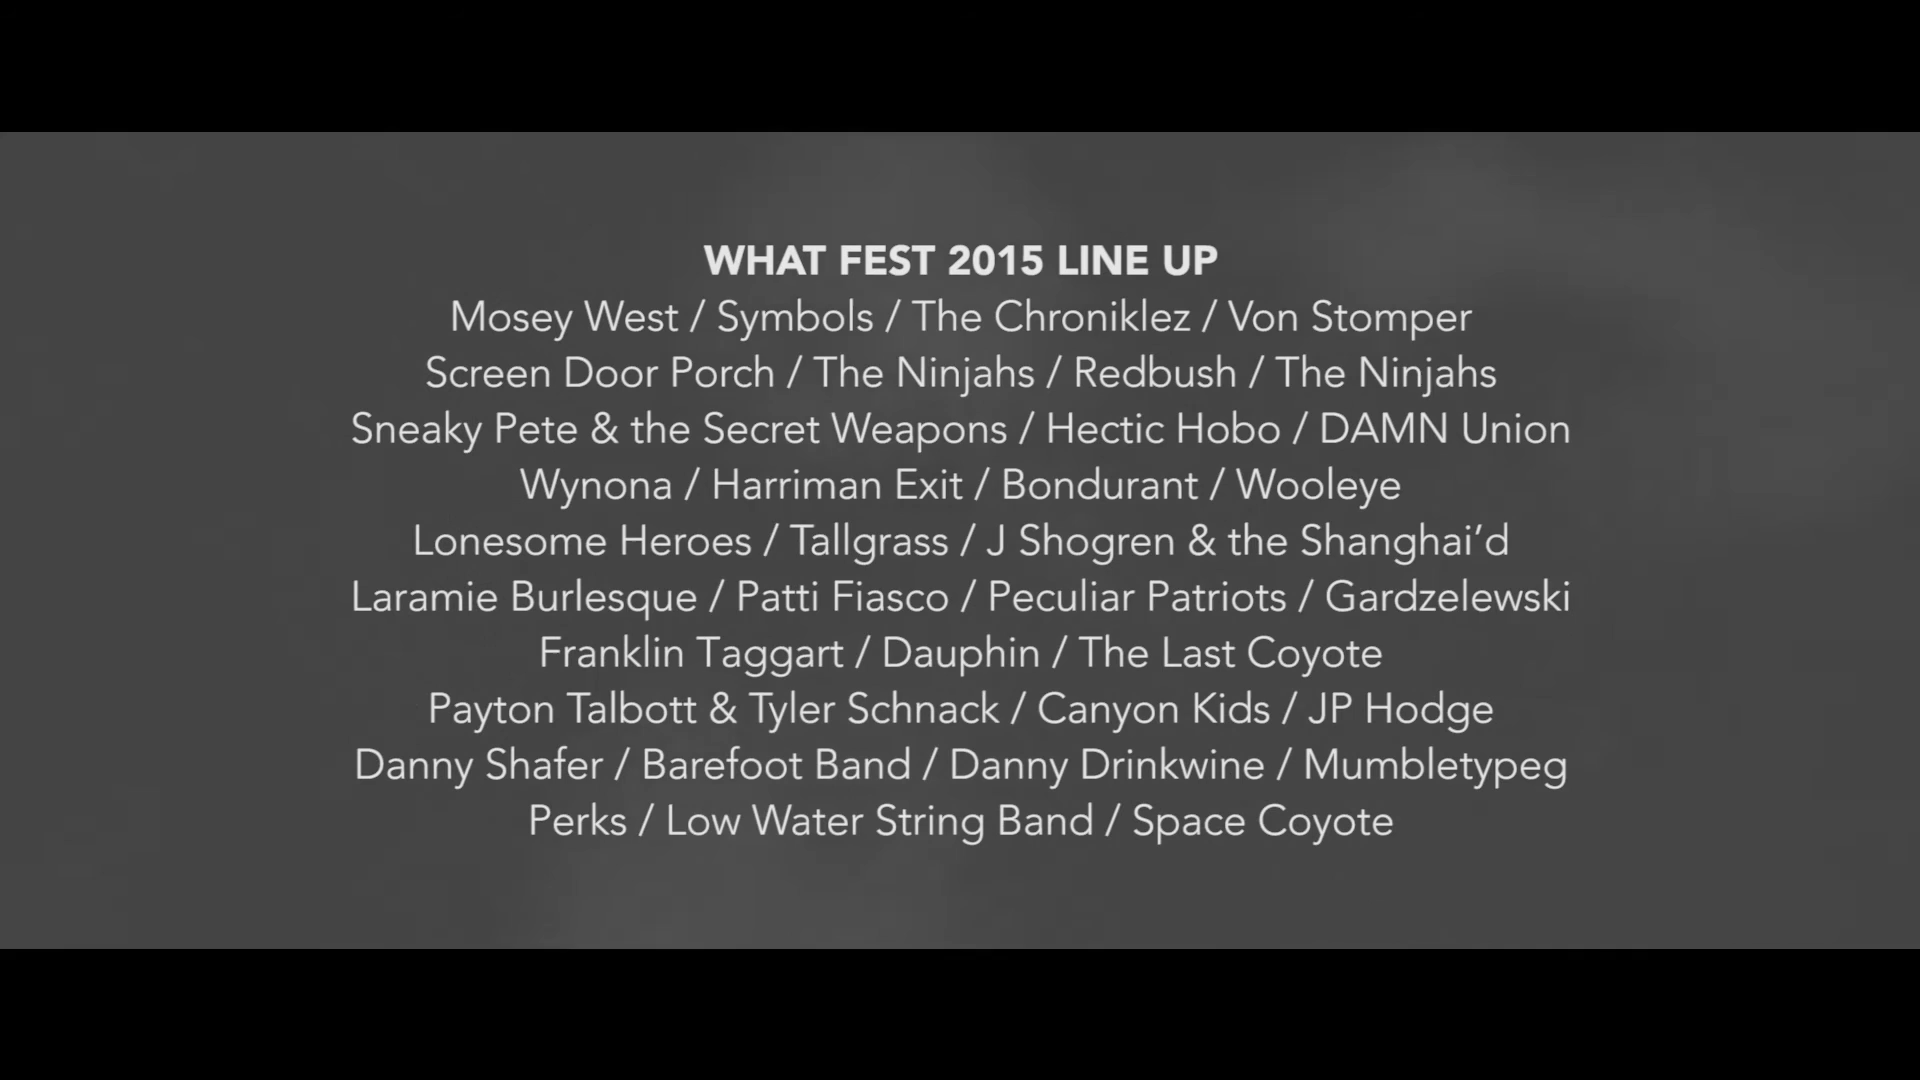 WHAT FEST 2015 LINE UP
Mosey West / Symbols / The Chroniklez / Von Stomper
Screen Door Porch / The Ninjahs / Redbush / The Ninjahs
Sneaky Pete & the Secret Weapons / Hectic Hobo / DAMN Union
Wynona / Harriman Exit / Bondurant / Wooleye
Lonesome Heroes / Tallgrass / J Shogren & the Shanghai’d
Laramie Burlesque / Patti Fiasco / Peculiar Patriots / Gardzelewski
Franklin Taggart / Dauphin / The Last Coyote
Payton Talbott & Tyler Schnack / Canyon Kids / JP Hodge
Danny Shafer / Barefoot Band / Danny Drinkwine / Mumbletypeg
Perks / Low Water String Band / Space Coyote